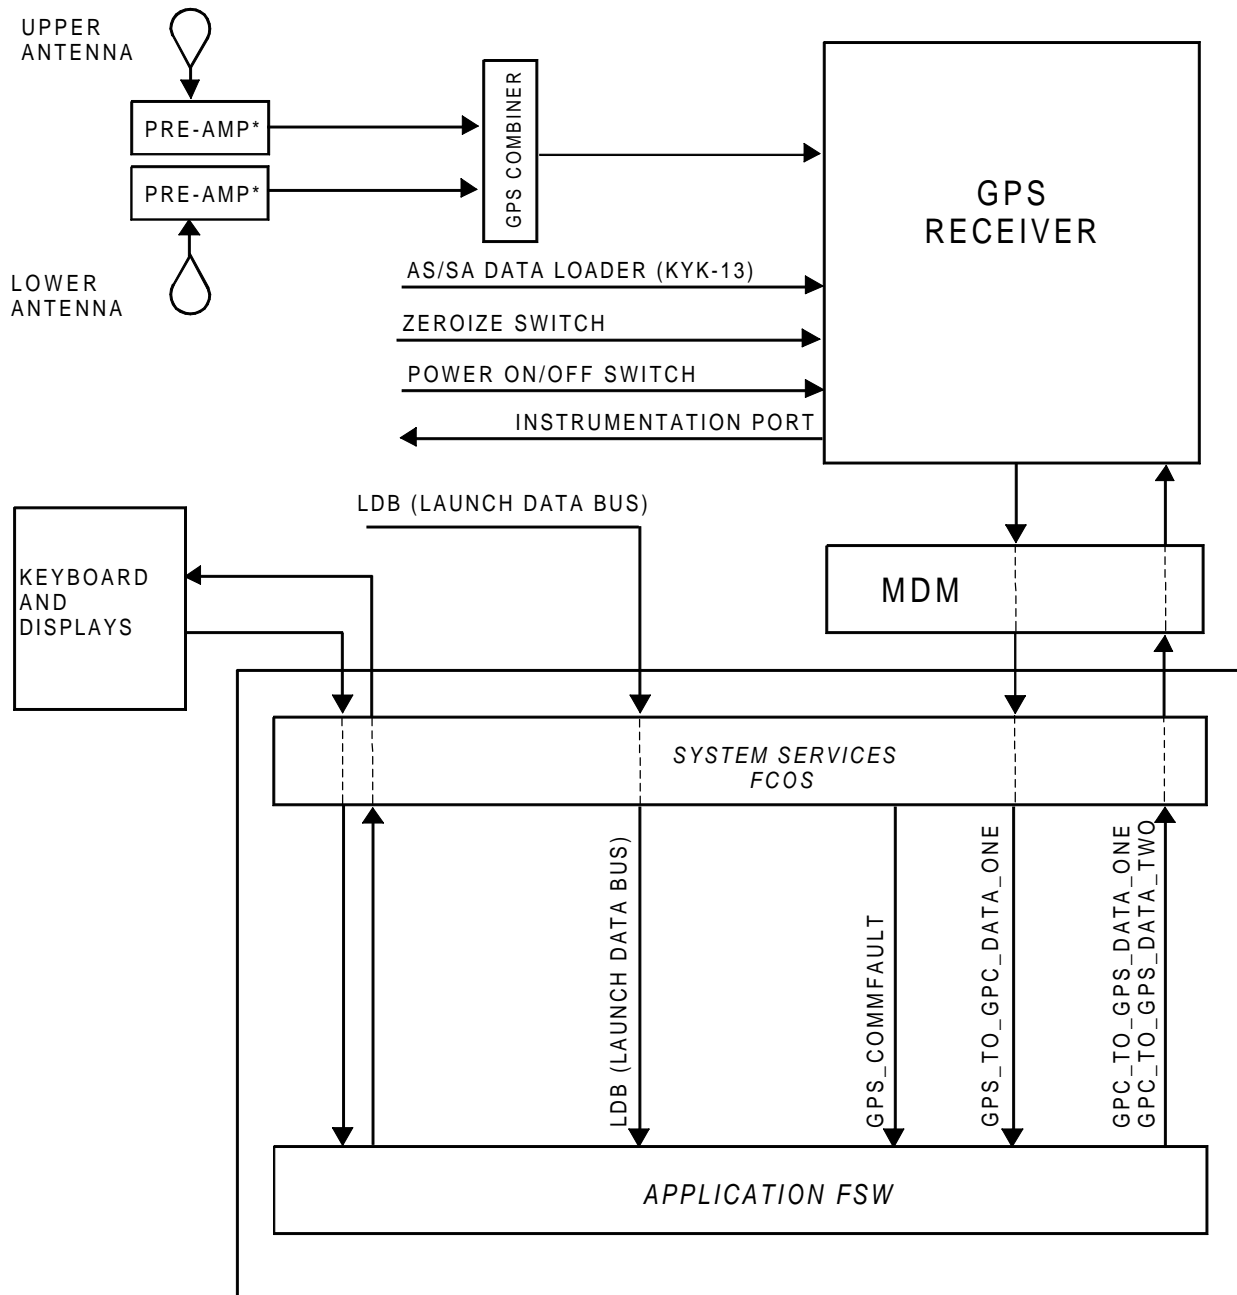 UPPER
ANTENNA
PRE-AMP*
PRE-AMP*
LOWER
ANTENNA
GPS COMBINER
GPS
RECEIVER
AS/SA DATA LOADER (KYK-13)
ZEROIZE SWITCH
POWER ON/OFF SWITCH
INSTRUMENTATION PORT
LDB (LAUNCH DATA BUS)
KEYBOARD
AND
DISPLAYS
MDM
SYSTEM SERVICES
FCOS
LDB (LAUNCH DATA BUS)
GPS_COMMFAULT
GPS_TO_GPC_DATA_ONE
GPC_TO_GPS_DATA_ONE
GPC_TO_GPS_DATA_TWO
APPLICATION FSW